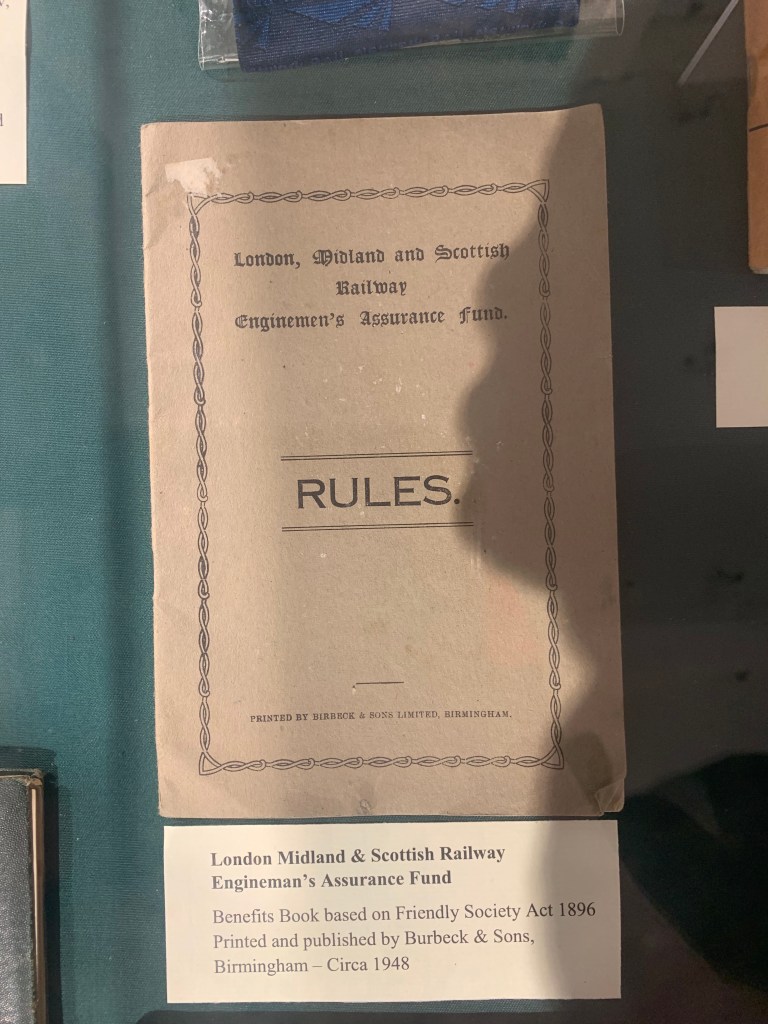 London, Midland and Scottish
Railway
Enginemen's Assurance Fund.
RULES.
PRINTED BY BIRBECK & SONS LIMITED, BIRMINGHAM.
London Midland & Scottish Railway
Engineman's Assurance Fund
Benefits Book based on Friendly Society Act 1896
Printed and published by Burbeck & Sons,
Birmingham – Circa 1948